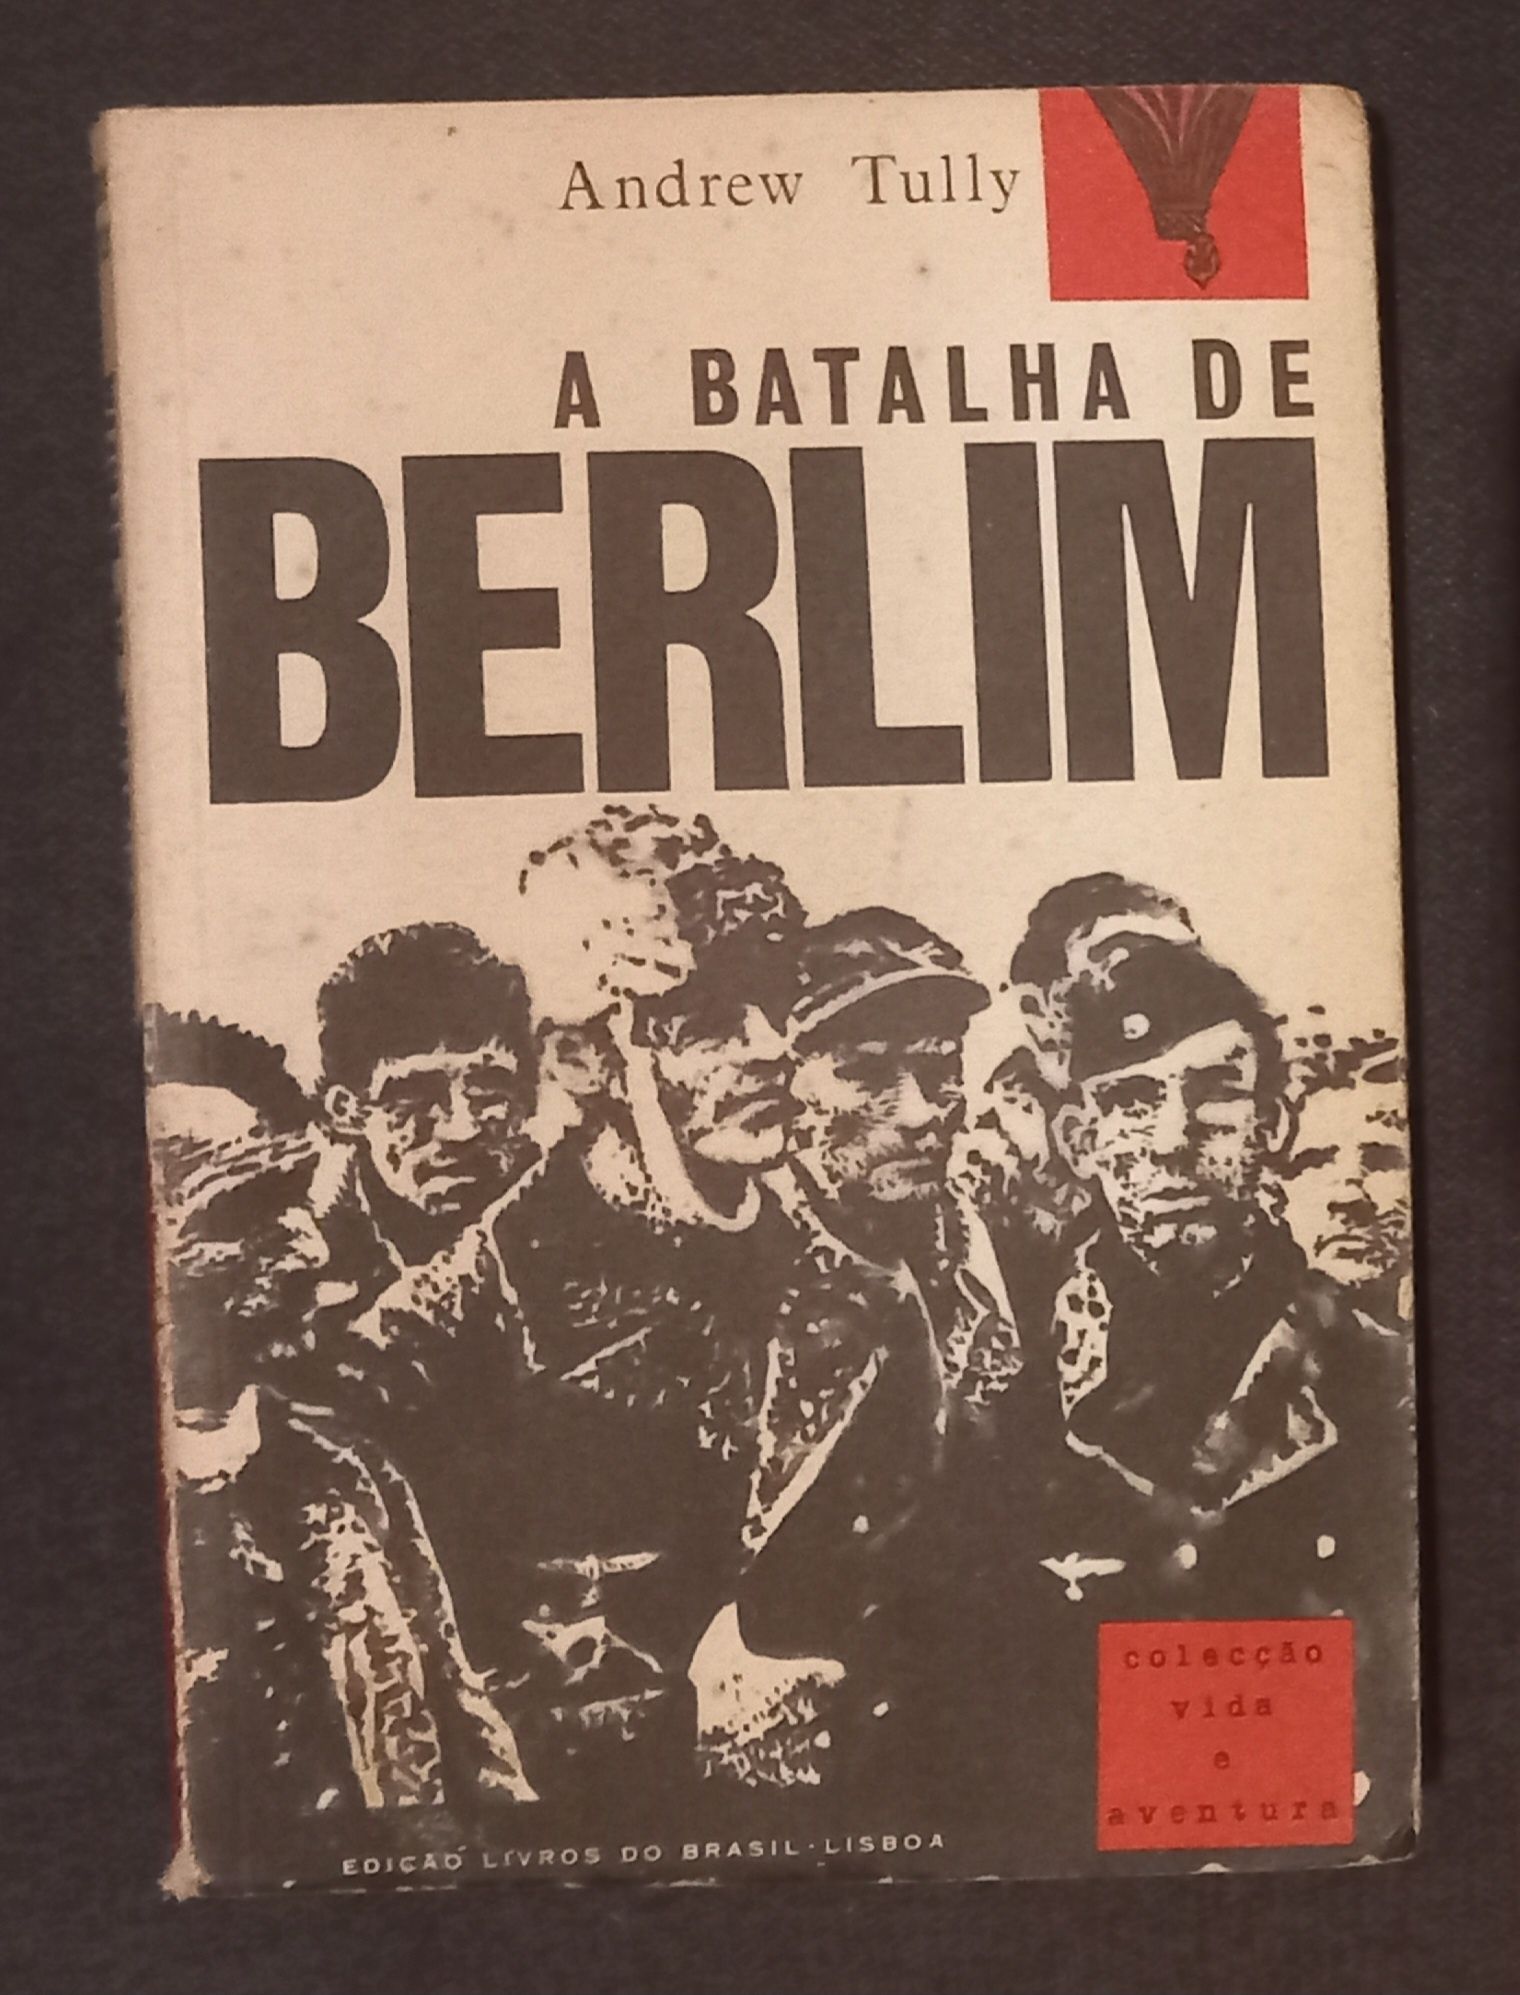 Andrew Tully
A BATALHA DE
BERLIM
colecção
vida
e
aventura
EDIÇÃO LIVROS DO BRASIL · LISBOA